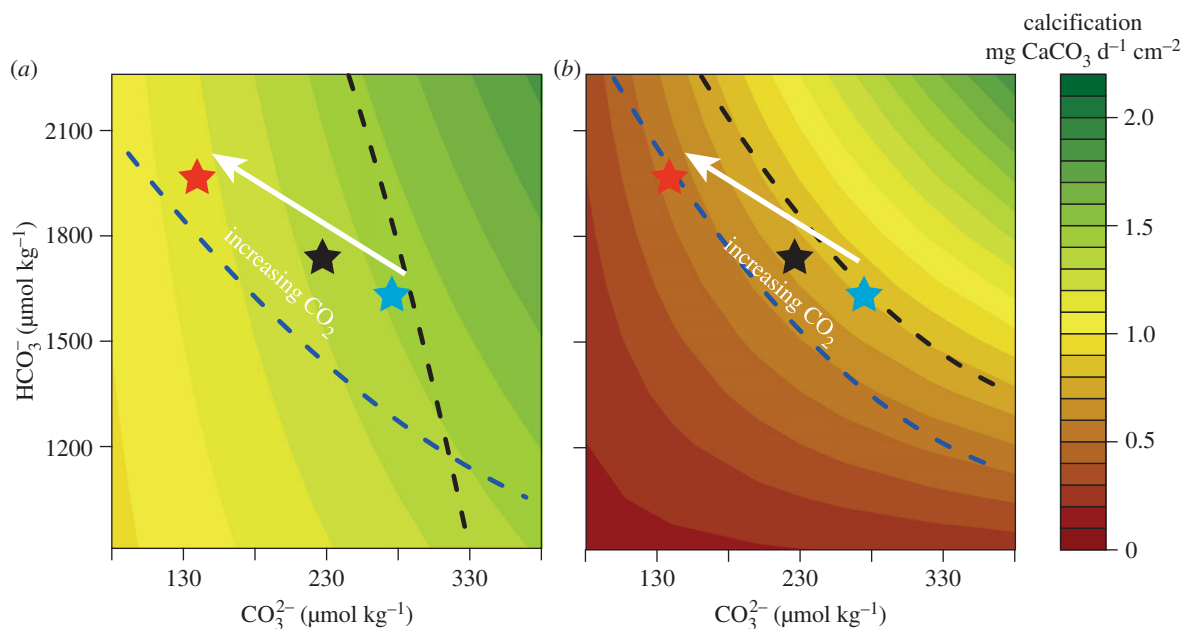 calcification
mg CaCO₃ d⁻¹ cm⁻²
(a)
(b)
2100
1800
1500
1200
HCO₃⁻ (µmol kg⁻¹)
increasing CO₂
increasing CO₂
2.0
1.5
1.0
0.5
0
130 230 330
130 230 330
CO₃²⁻ (µmol kg⁻¹)
CO₃²⁻ (µmol kg⁻¹)